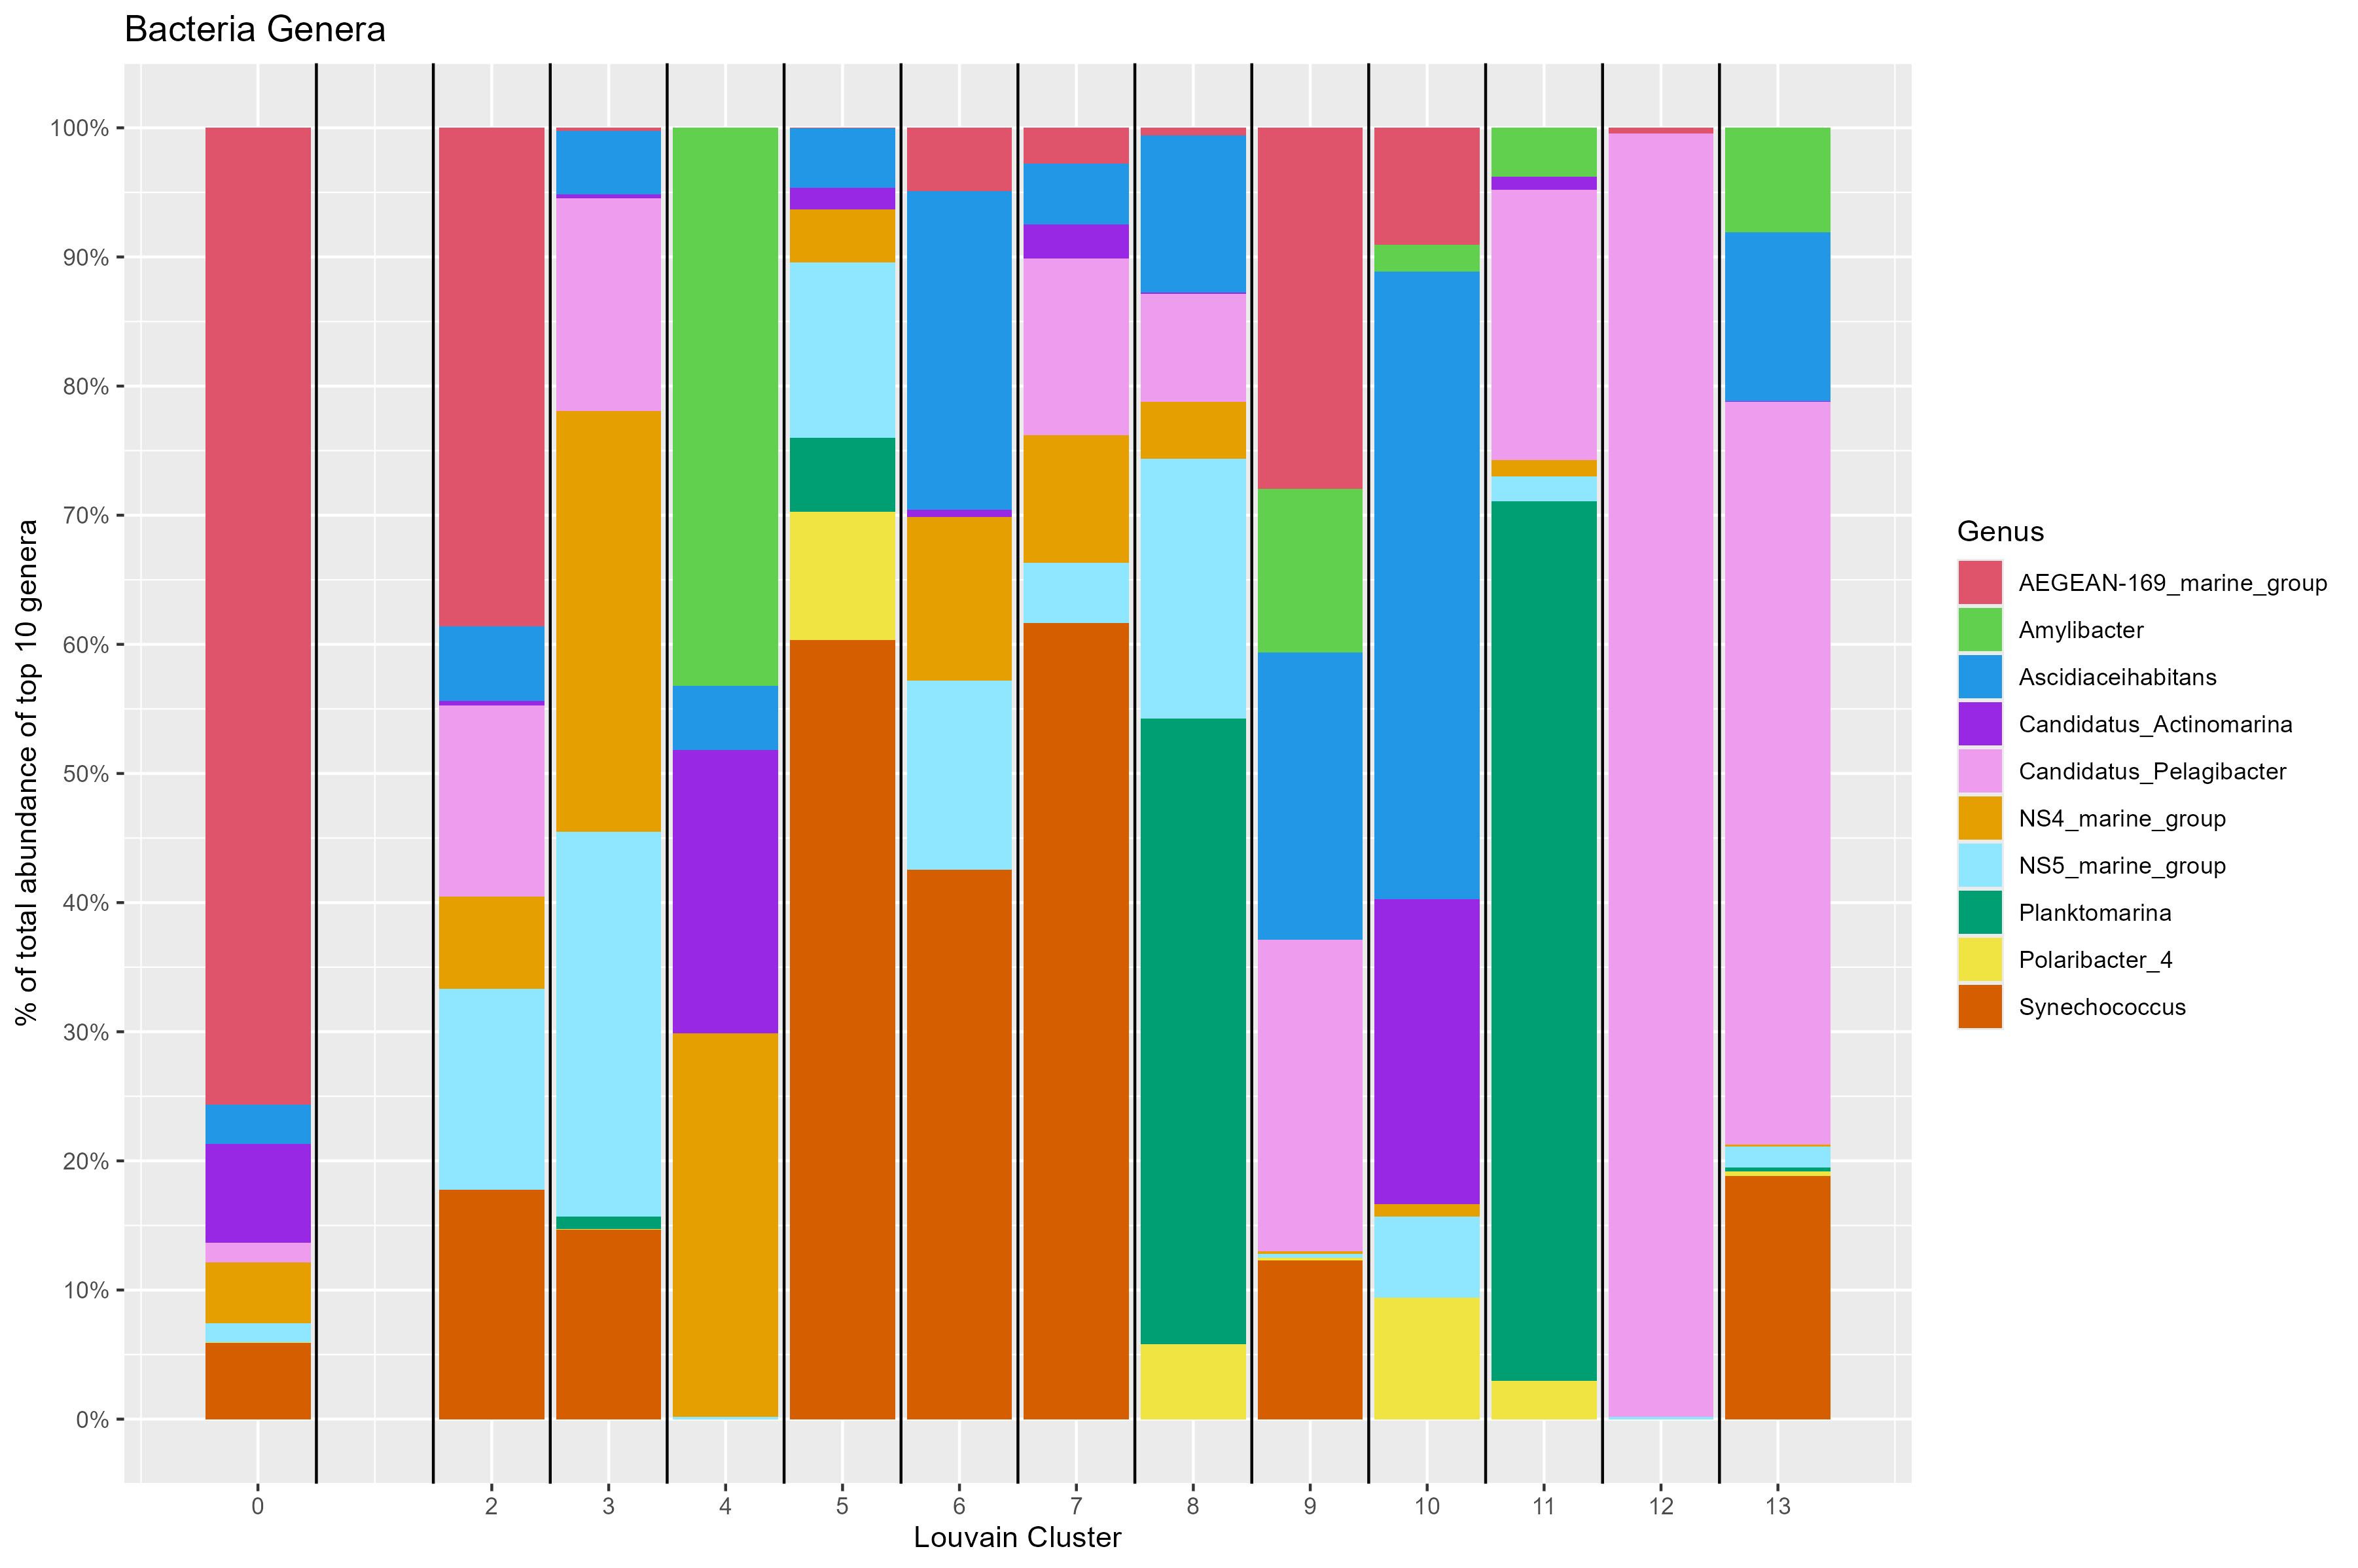 Bacteria Genera
% of total abundance of top 10 genera
100%
90%
80%
70%
60%
50%
40%
30%
20%
10%
0%
0 2 3 4 5 6 7 8 9 10 11 12 13
Louvain Cluster
Genus
AEGEAN-169_marine_group
Amylibacter
Ascidiaceihabitans
Candidatus_Actinomarina
Candidatus_Pelagibacter
NS4_marine_group
NS5_marine_group
Planktomarina
Polaribacter_4
Synechococcus